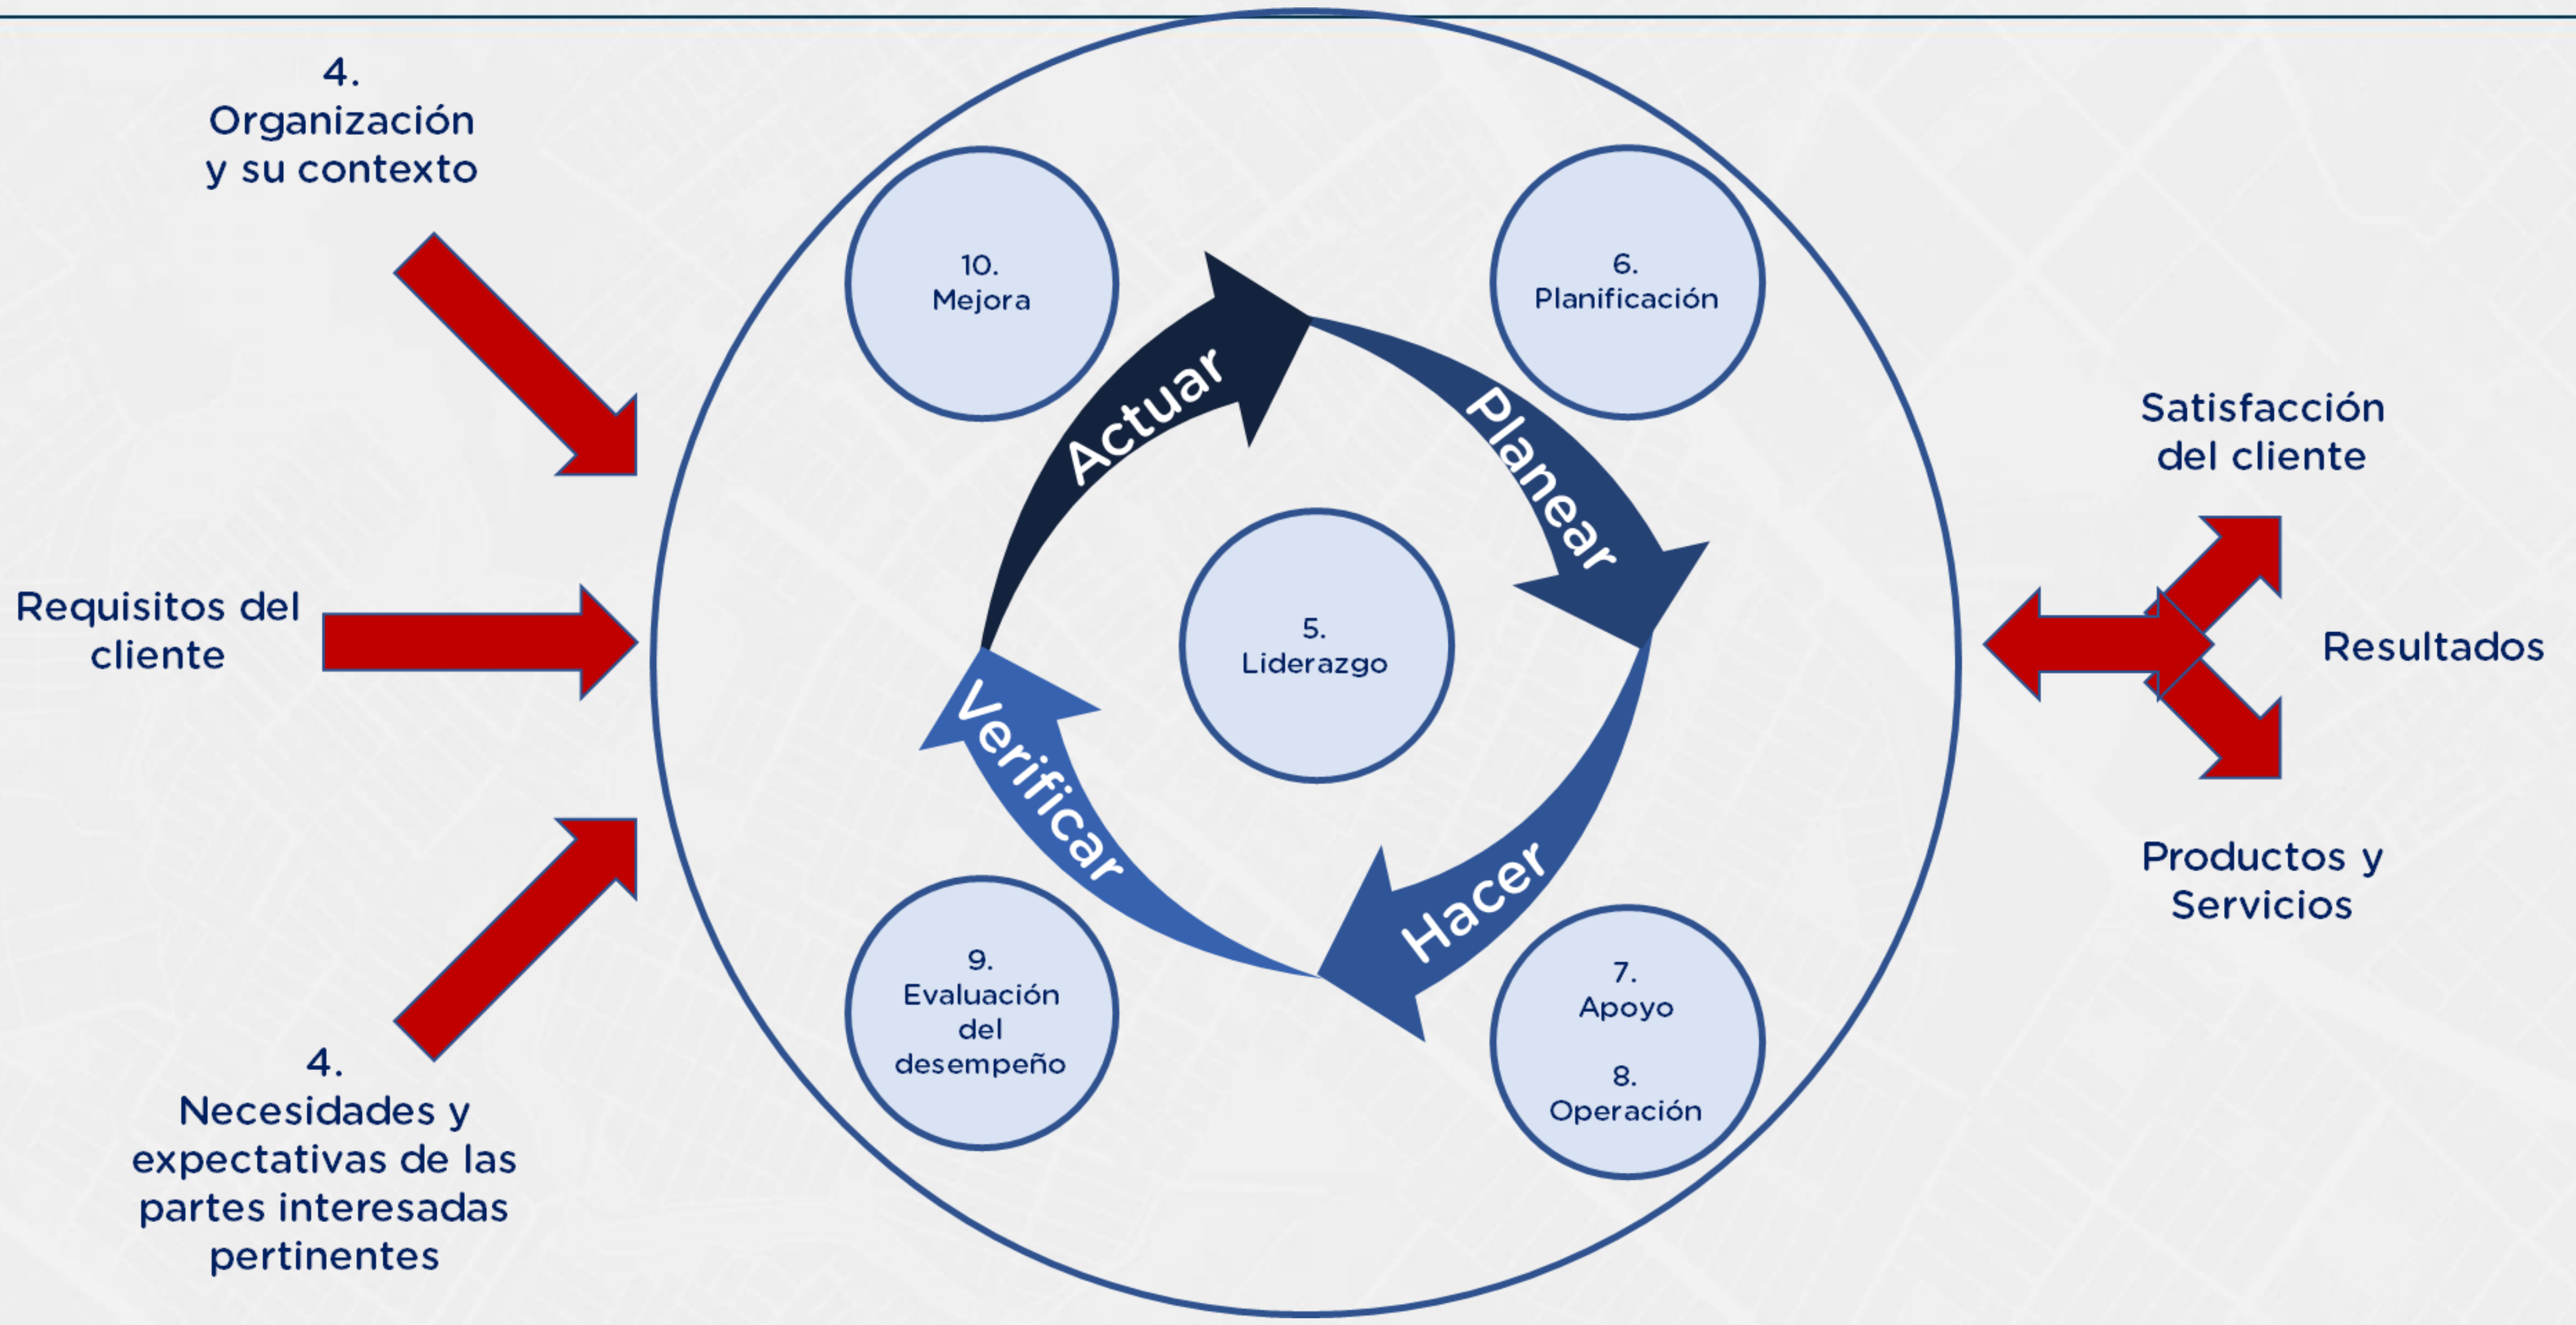 4.
Organización
y su contexto
Requisitos del
cliente
4.
Necesidades y
expectativas de las
partes interesadas
pertinentes
10.
Mejora
6.
Planificación
Actuar
Planear
5.
Liderazgo
Verificar
Hacer
9.
Evaluación
del
desempeño
7.
Apoyo
8.
Operación
Satisfacción
del cliente
Resultados
Productos y
Servicios